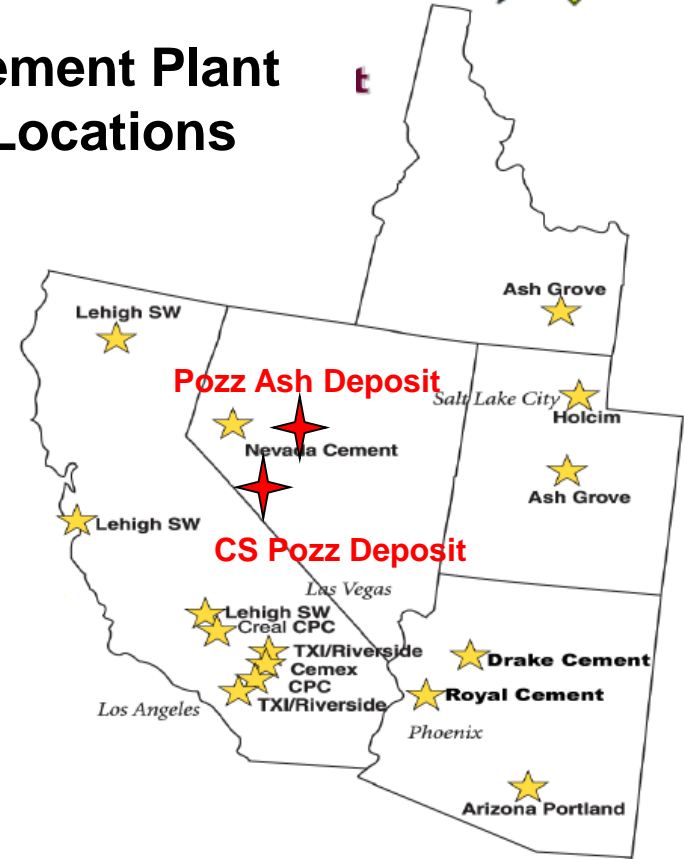 ement Plant
Locations
t
Ash Grove
Lehigh SW
Pozz Ash Deposit
Salt Lake City
Holcim
Nevada Cement
Ash Grove
Lehigh SW
CS Pozz Deposit
Las Vegas
Lehigh SW
Creal CPC
TXI/Riverside
Drake Cement
Cemex
CPC
Royal Cement
TXI/Riverside
Los Angeles
Phoenix
Arizona Portland